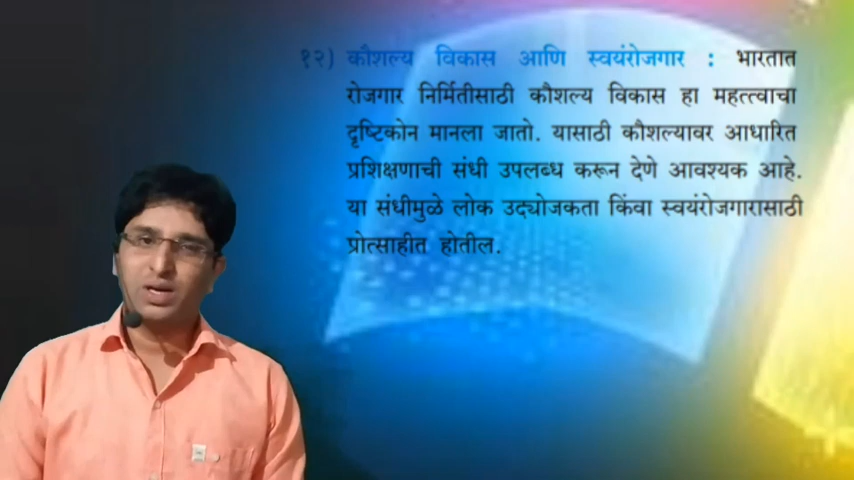 १२) कौशल्य विकास आणि स्वयंरोजगार : भारतात
रोजगार निर्मितीसाठी कौशल्य विकास हा महत्त्वाचा
दृष्टिकोन मानला जातो. यासाठी कौशल्यावर आधारित
प्रशिक्षणाची संधी उपलब्ध करून देणे आवश्यक आहे.
या संधीमुळे लोक उद्योजकता किंवा स्वयंरोजगारासाठी
प्रोत्साहीत होतील.